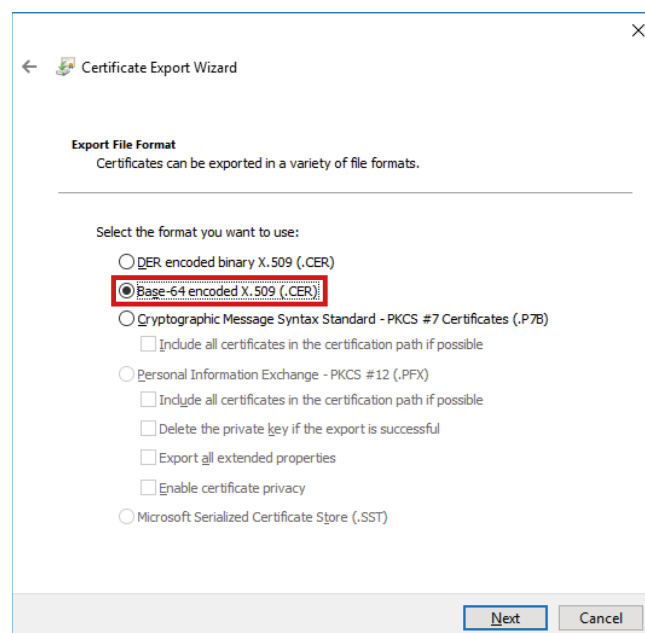 Certificate Export Wizard
Export File Format
Certificates can be exported in a variety of file formats.
Select the format you want to use:
DER encoded binary X.509 (.CER)
Base-64 encoded X.509 (.CER)
Cryptographic Message Syntax Standard - PKCS #7 Certificates (.P7B)
Include all certificates in the certification path if possible
Personal Information Exchange - PKCS #12 (.PFX)
Include all certificates in the certification path if possible
Delete the private key if the export is successful
Export all extended properties
Enable certificate privacy
Microsoft Serialized Certificate Store (.SST)
Next Cancel